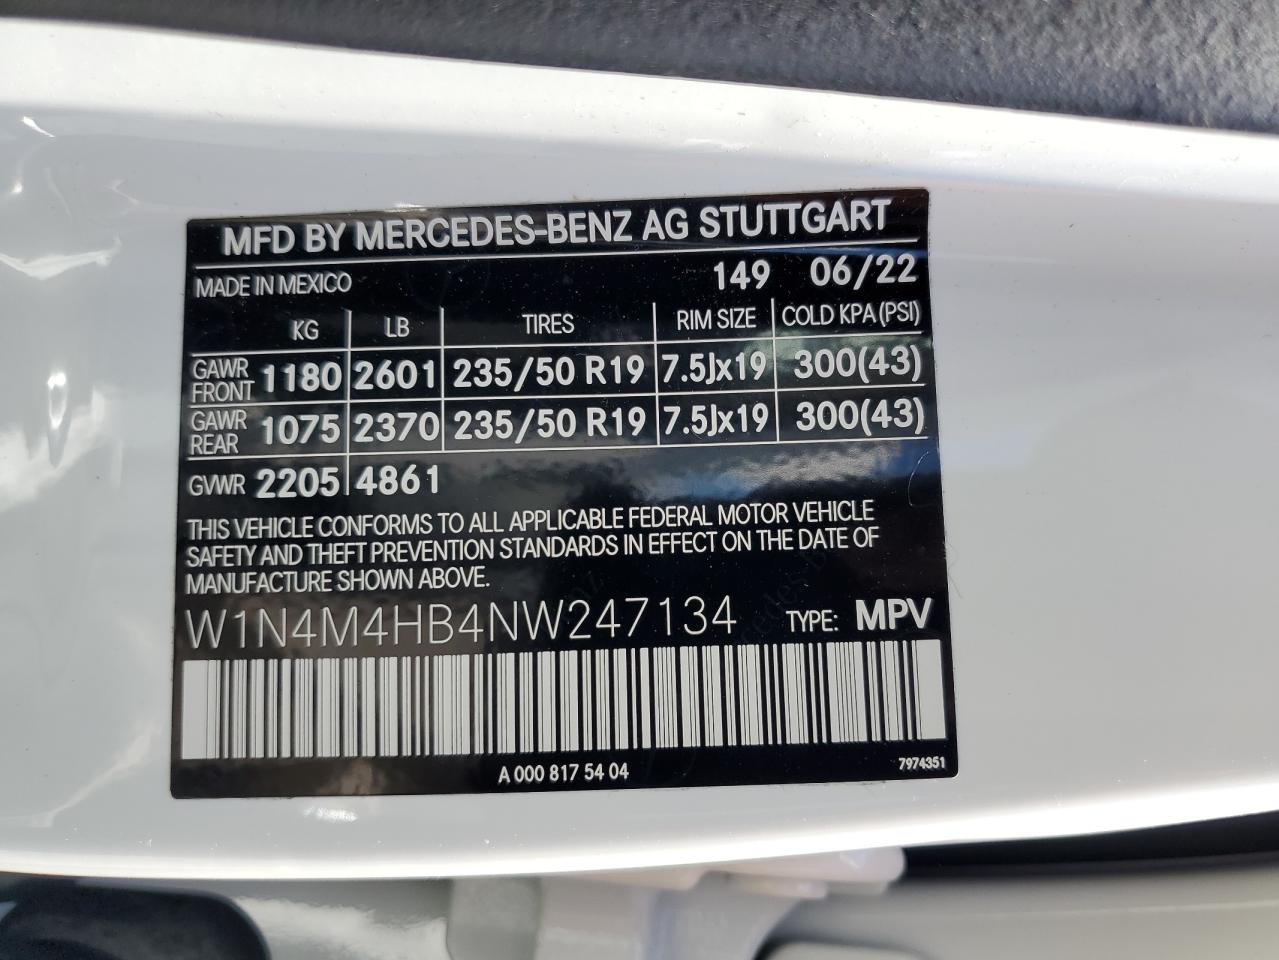 MFD BY MERCEDES-BENZ AG STUTTGART
MADE IN MEXICO 149 06/22
KG LB TIRES RIM SIZE COLD KPA (PSI)
GAWR FRONT 1180 2601 235/50 R19 7.5Jx19 300(43)
GAWR REAR 1075 2370 235/50 R19 7.5Jx19 300(43)
GVWR 2205 4861
THIS VEHICLE CONFORMS TO ALL APPLICABLE FEDERAL MOTOR VEHICLE
SAFETY AND THEFT PREVENTION STANDARDS IN EFFECT ON THE DATE OF
MANUFACTURE SHOWN ABOVE.
W1N4M4HB4NW247134 TYPE: MPV
A 000 817 54 04 7974351